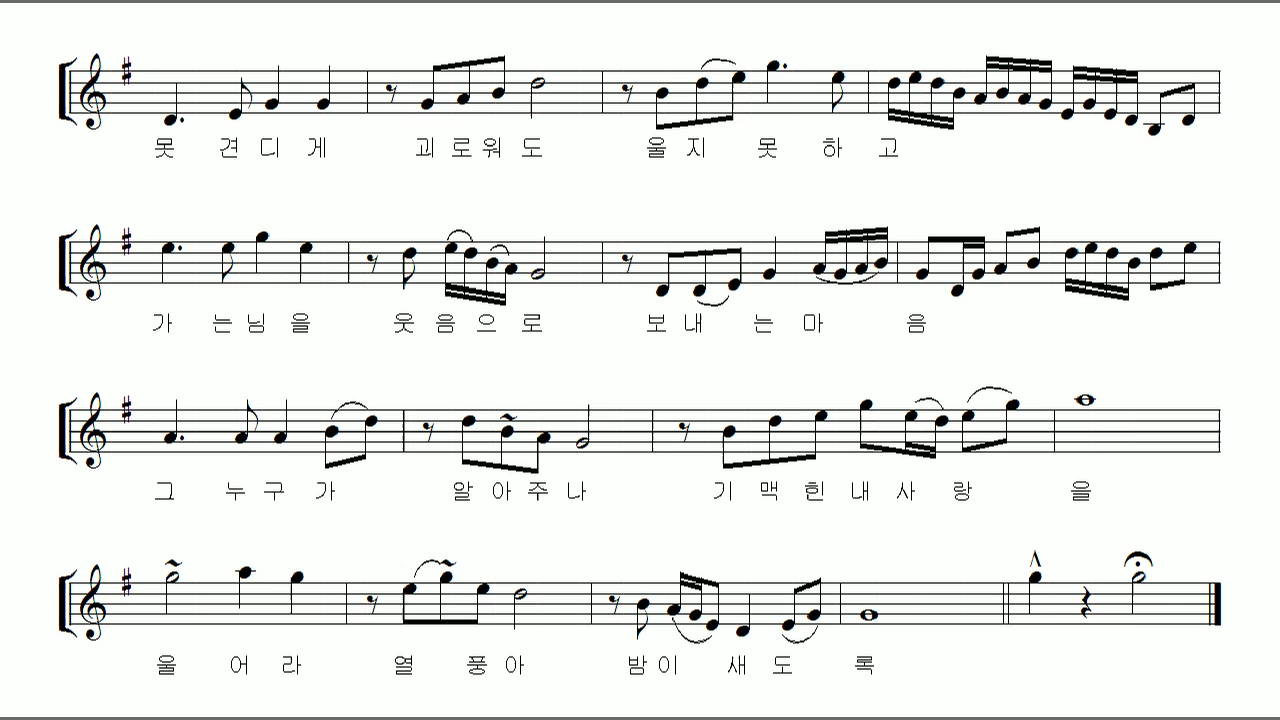 못 견디게 괴로워도 울지 못 하고
가 는님을 웃음으로 보내 는마 음
그 누구 가 알아주나 기 맥 힌 내 사 랑 을
울 어 라 열 풍아 밤이 새도 록